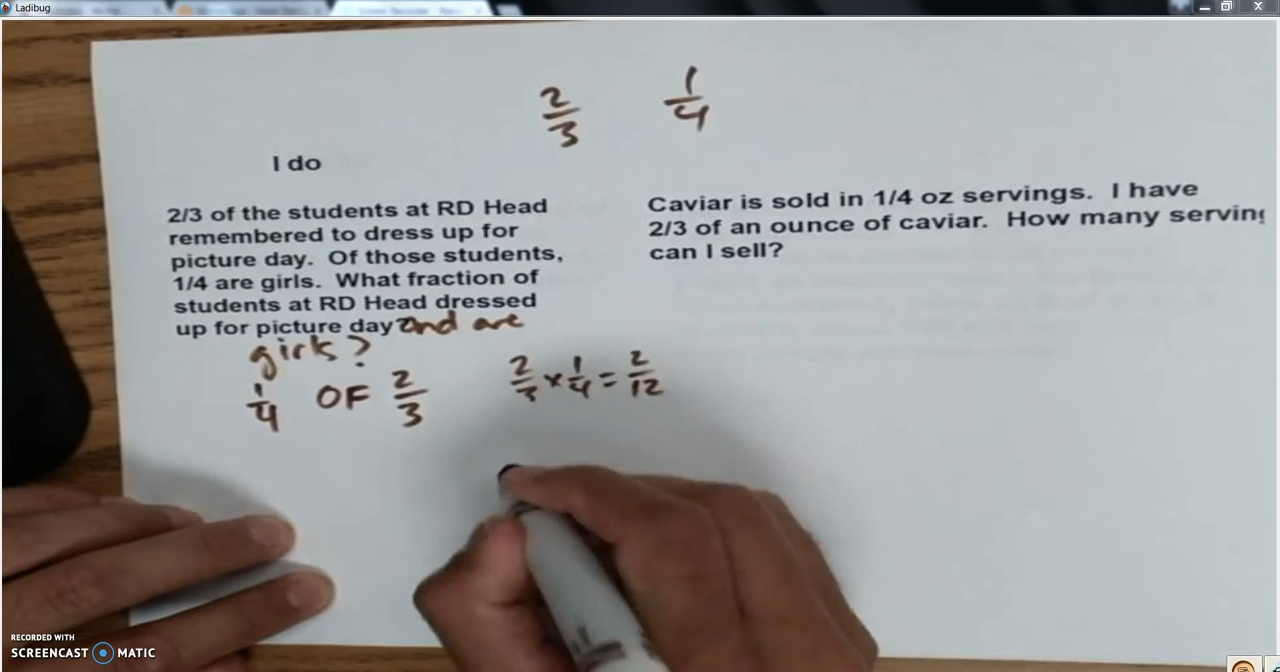 Ladibug
2/3 1/4
I do
2/3 of the students at RD Head
remembered to dress up for
picture day. Of those students,
1/4 are girls. What fraction of
students at RD Head dressed
up for picture day and are
girls?
1/4 OF 2/3
2/3 x 1/4 = 2/12
Caviar is sold in 1/4 oz servings. I have
2/3 of an ounce of caviar. How many serving
can I sell?
RECORDED WITH
SCREENCAST MATIC